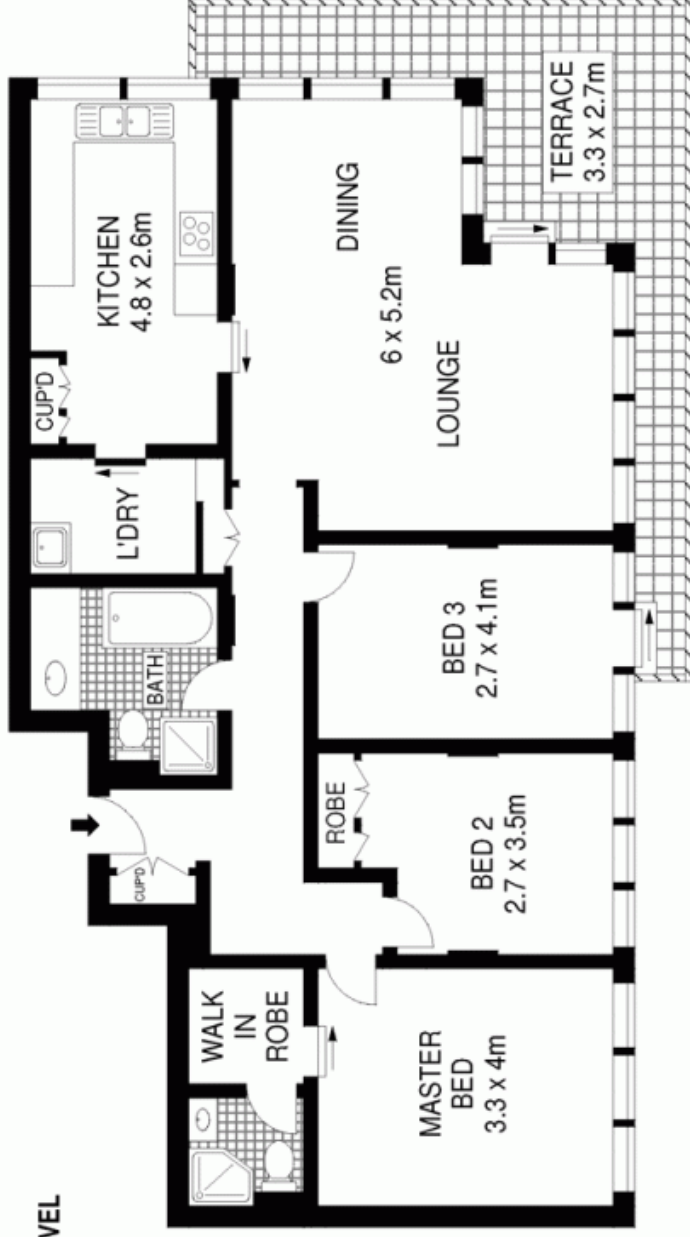 KITCHEN
4.8 x 2.6m
CUP'D
L'DRY
BATH
CUP'D
WALK
IN
ROBE
DINING
6 x 5.2m
LOUNGE
TERRACE
3.3 x 2.7m
BED 3
2.7 x 4.1m
ROBE
BED 2
2.7 x 3.5m
MASTER
BED
3.3 x 4m